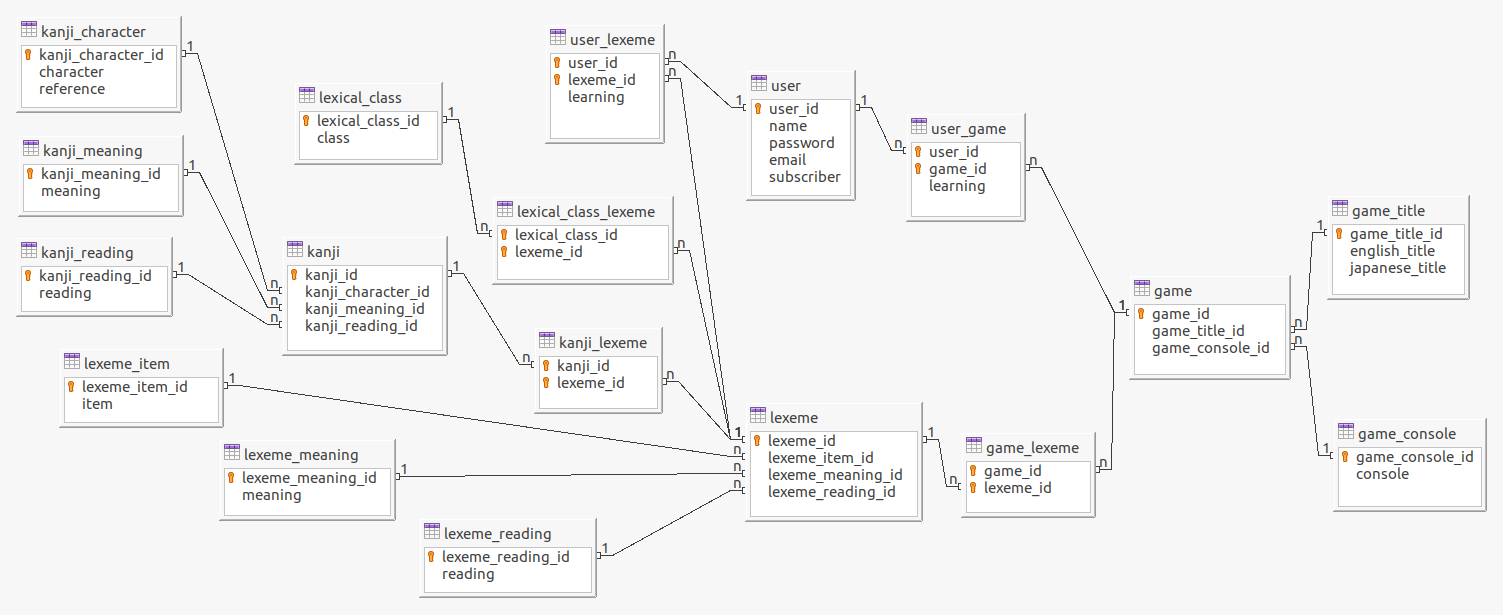 kanji_character
kanji_character_id
character
reference
kanji_meaning
kanji_meaning_id
meaning
kanji_reading
kanji_reading_id
reading
lexical_class
lexical_class_id
class
kanji
kanji_id
kanji_character_id
kanji_meaning_id
kanji_reading_id
lexeme_item
lexeme_item_id
item
lexeme_meaning
lexeme_meaning_id
meaning
lexeme_reading
lexeme_reading_id
reading
user_lexeme
user_id
lexeme_id
learning
lexical_class_lexeme
lexical_class_id
lexeme_id
kanji_lexeme
kanji_id
lexeme_id
user
user_id
name
password
email
subscriber
lexeme
lexeme_id
lexeme_item_id
lexeme_meaning_id
lexeme_reading_id
user_game
user_id
game_id
learning
game_lexeme
game_id
lexeme_id
game
game_id
game_title_id
game_console_id
game_title
game_title_id
english_title
japanese_title
game_console
game_console_id
console
1
n
1
n
1
n
1
n
1
n
1
n
1
n
1
n
n
1
n
n
n
1
1
n
n
1
1
n
n
n
1
n
1